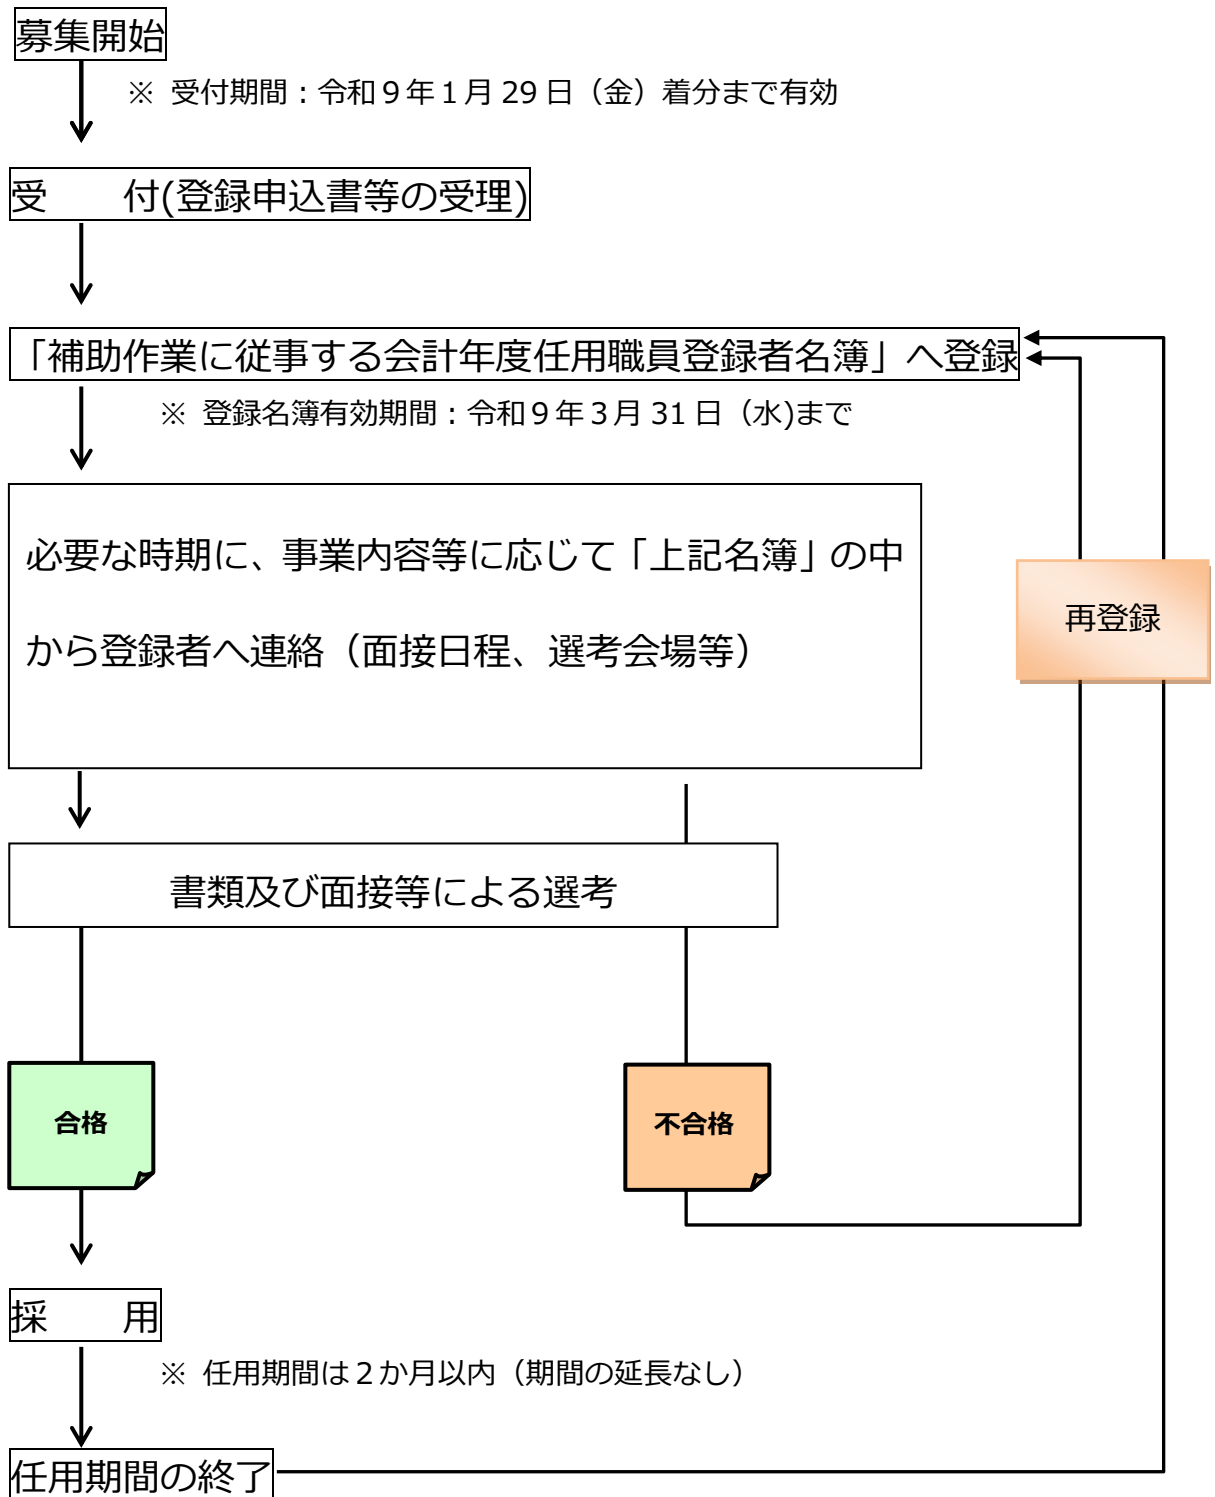 募集開始
※ 受付期間：令和９年１月 29 日（金）着分まで有効
受　　付(登録申込書等の受理)
「補助作業に従事する会計年度任用職員登録者名簿」へ登録
※ 登録名簿有効期間：令和９年３月 31 日（水)まで
必要な時期に、事業内容等に応じて「上記名簿」の中
から登録者へ連絡（面接日程、選考会場等）
再登録
書類及び面接等による選考
合格
不合格
採　　用
※ 任用期間は２か月以内（期間の延長なし）
任用期間の終了